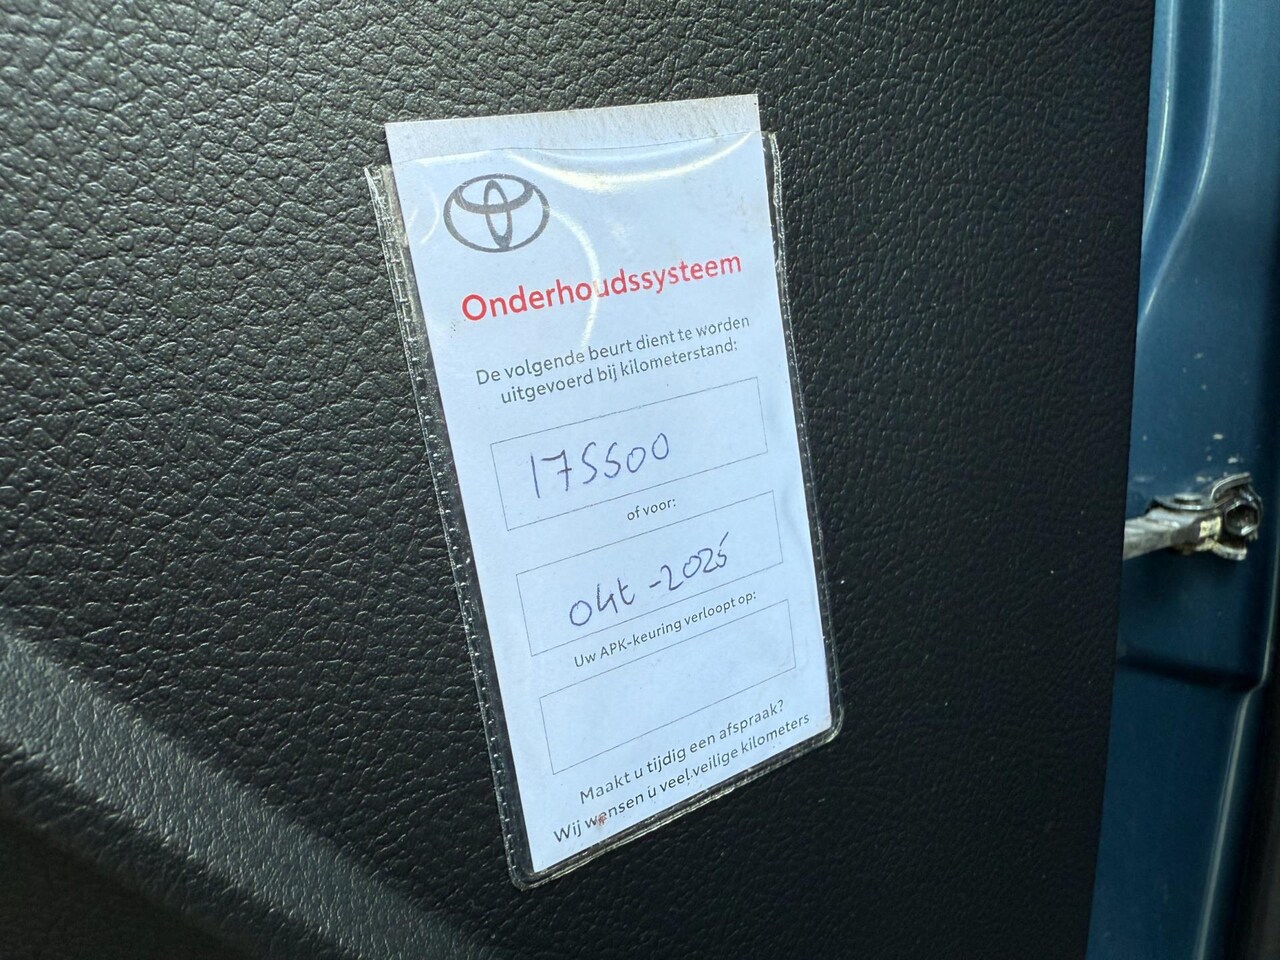 Onderhoudssysteem
De volgende beurt dient te worden
uitgevoerd bij kilometerstand:
175500
of voor:
okt - 2025
Uw APK-keuring verloopt op:
Maakt u tijdig een afspraak?
Wij wensen u veel veilige kilometers